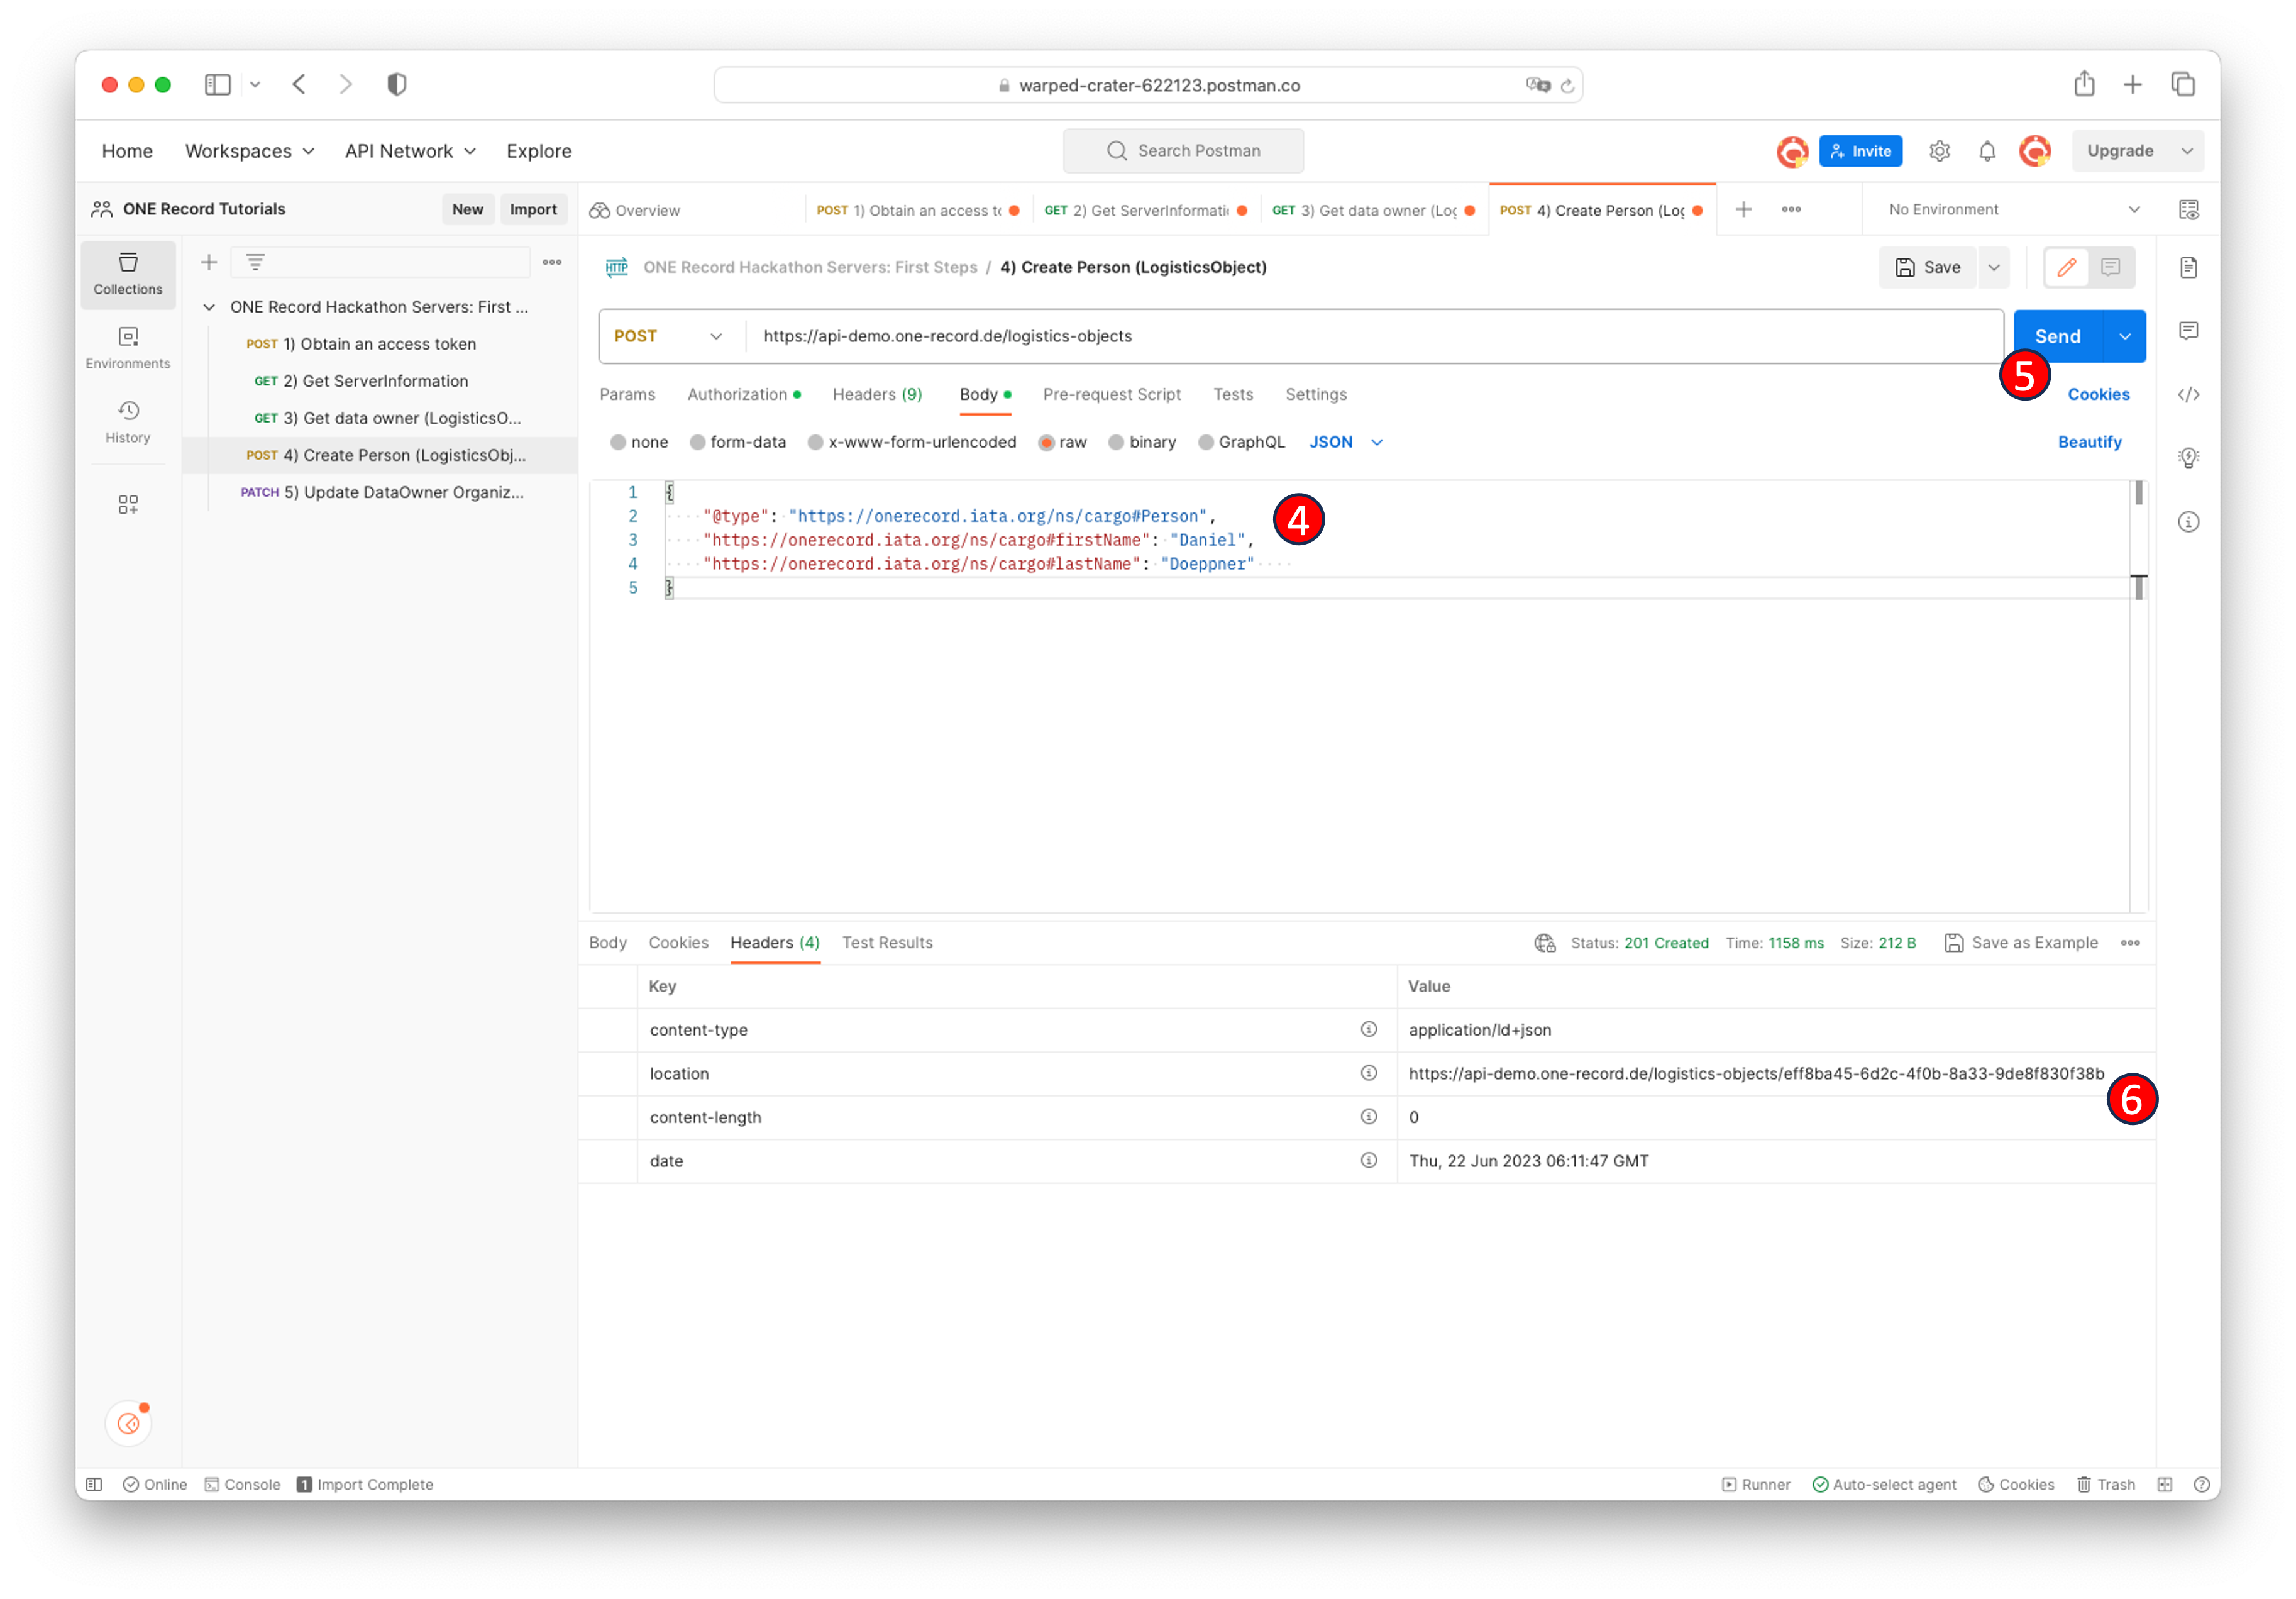 warped-crater-622123.postman.co
Home Workspaces API Network Explore Search Postman Invite Upgrade
ONE Record Tutorials New Import Overview POST 1) Obtain an access t GET 2) Get ServerInformati GET 3) Get data owner (Log POST 4) Create Person (Log No Environment
Collections
Environments
History
ONE Record Hackathon Servers: First ...
POST 1) Obtain an access token
GET 2) Get ServerInformation
GET 3) Get data owner (LogisticsO...
POST 4) Create Person (LogisticsObj...
PATCH 5) Update DataOwner Organiz...
HTTP ONE Record Hackathon Servers: First Steps / 4) Create Person (LogisticsObject) Save
POST https://api-demo.one-record.de/logistics-objects Send
5
Params Authorization Headers (9) Body Pre-request Script Tests Settings Cookies
none form-data x-www-form-urlencoded raw binary GraphQL JSON Beautify
1 {
2 "@type": "https://onerecord.iata.org/ns/cargo#Person",
4
3 "https://onerecord.iata.org/ns/cargo#firstName": "Daniel",
4 "https://onerecord.iata.org/ns/cargo#lastName": "Doeppner"
5 }
Body Cookies Headers (4) Test Results Status: 201 Created Time: 1158 ms Size: 212 B Save as Example
Key Value
content-type application/ld+json
location https://api-demo.one-record.de/logistics-objects/eff8ba45-6d2c-4f0b-8a33-9de8f830f38b
6
content-length 0
date Thu, 22 Jun 2023 06:11:47 GMT
Online Console 1 Import Complete Runner Auto-select agent Cookies Trash